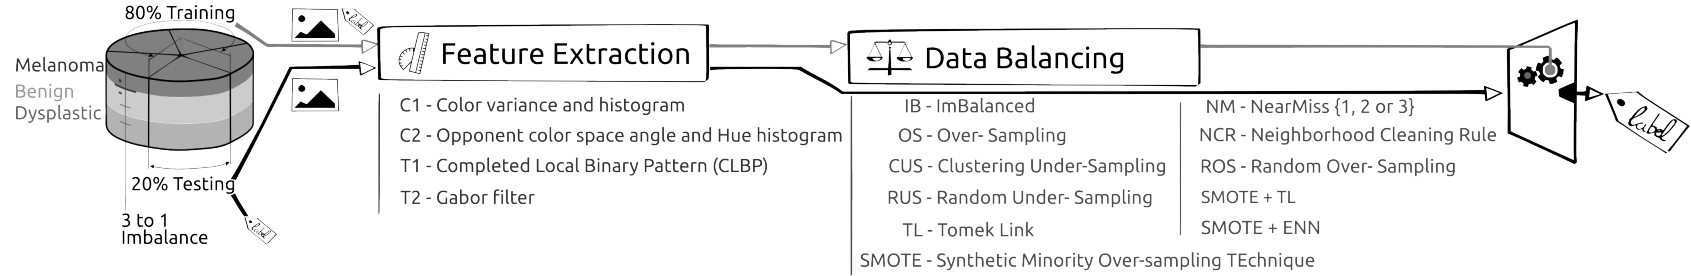 80% Training
label
Melanoma
Benign
Dysplastic
20% Testing
3 to 1
Imbalance
Feature Extraction
C1 - Color variance and histogram
C2 - Opponent color space angle and Hue histogram
T1 - Completed Local Binary Pattern (CLBP)
T2 - Gabor filter
Data Balancing
IB - ImBalanced
OS - Over- Sampling
CUS - Clustering Under-Sampling
RUS - Random Under- Sampling
TL - Tomek Link
SMOTE - Synthetic Minority Over-sampling TEchnique
NM - NearMiss {1, 2 or 3}
NCR - Neighborhood Cleaning Rule
ROS - Random Over- Sampling
SMOTE + TL
SMOTE + ENN
label
label